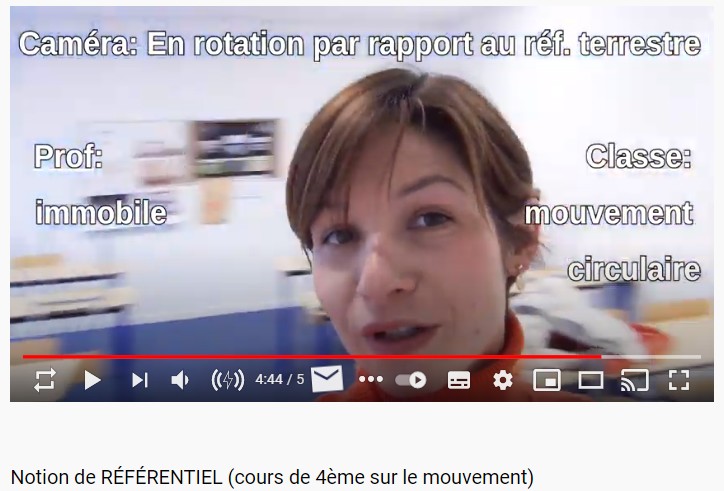 Caméra: En rotation par rapport au réf. terrestre
Prof:
immobile
Classe:
mouvement
circulaire
4:44 / 5
Notion de RÉFÉRENTIEL (cours de 4ème sur le mouvement)